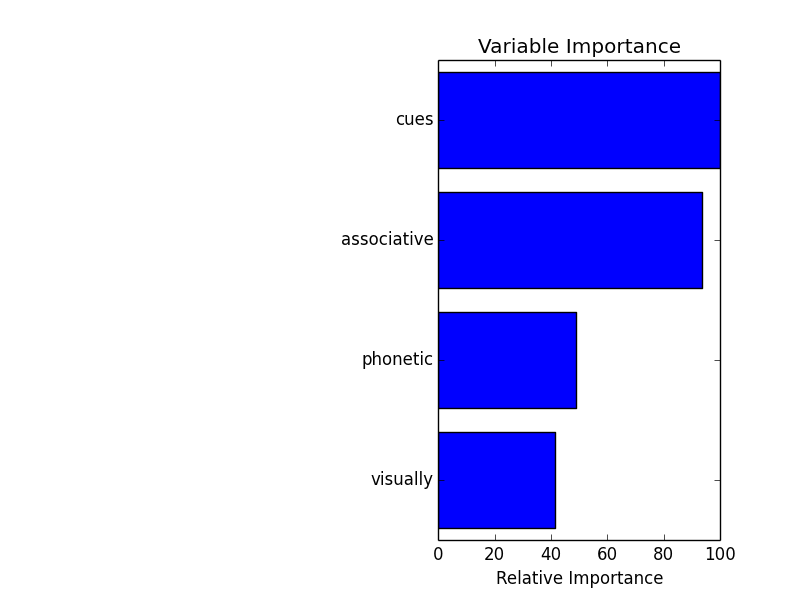 Variable Importance
cues
associative
phonetic
visually
0 20 40 60 80 100
Relative Importance